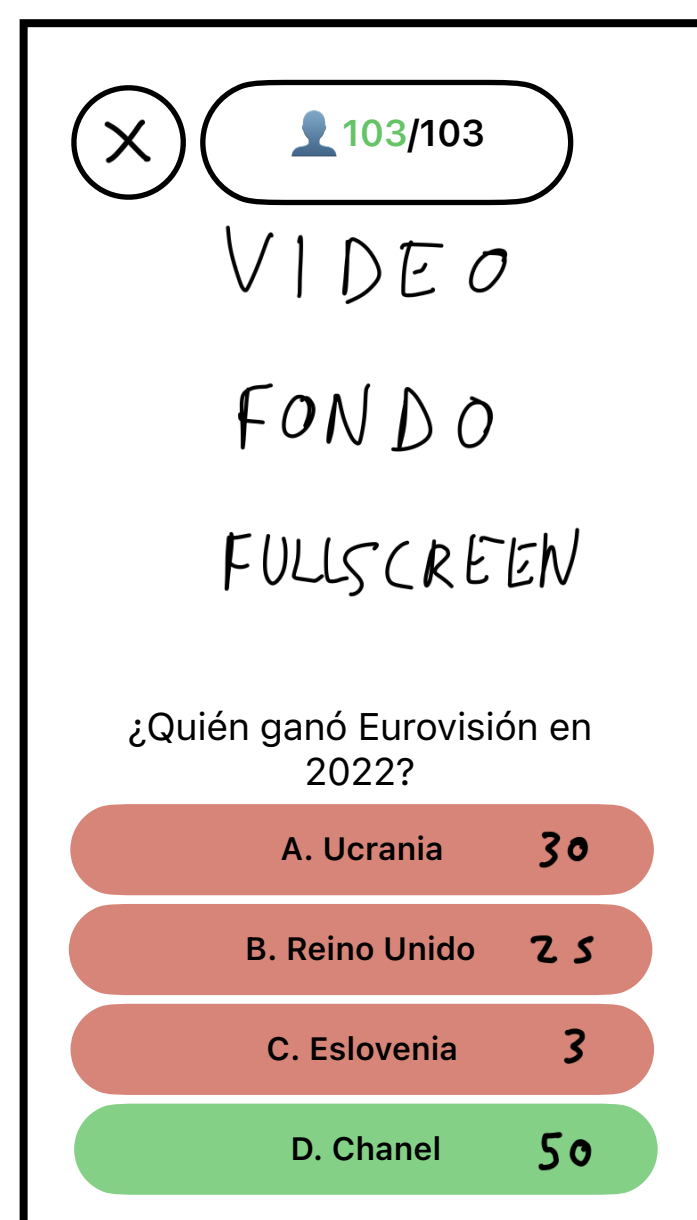 X
103/103
VIDEO
FONDO
FULLSCREEN
¿Quién ganó Eurovisión en
2022?
A. Ucrania 30
B. Reino Unido 25
C. Eslovenia 3
D. Chanel 50